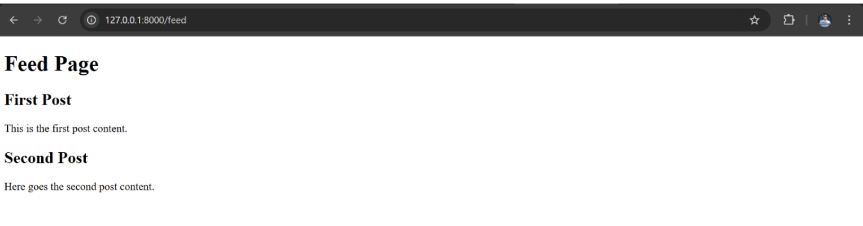 127.0.0.1:8000/feed
Feed Page
First Post
This is the first post content.
Second Post
Here goes the second post content.